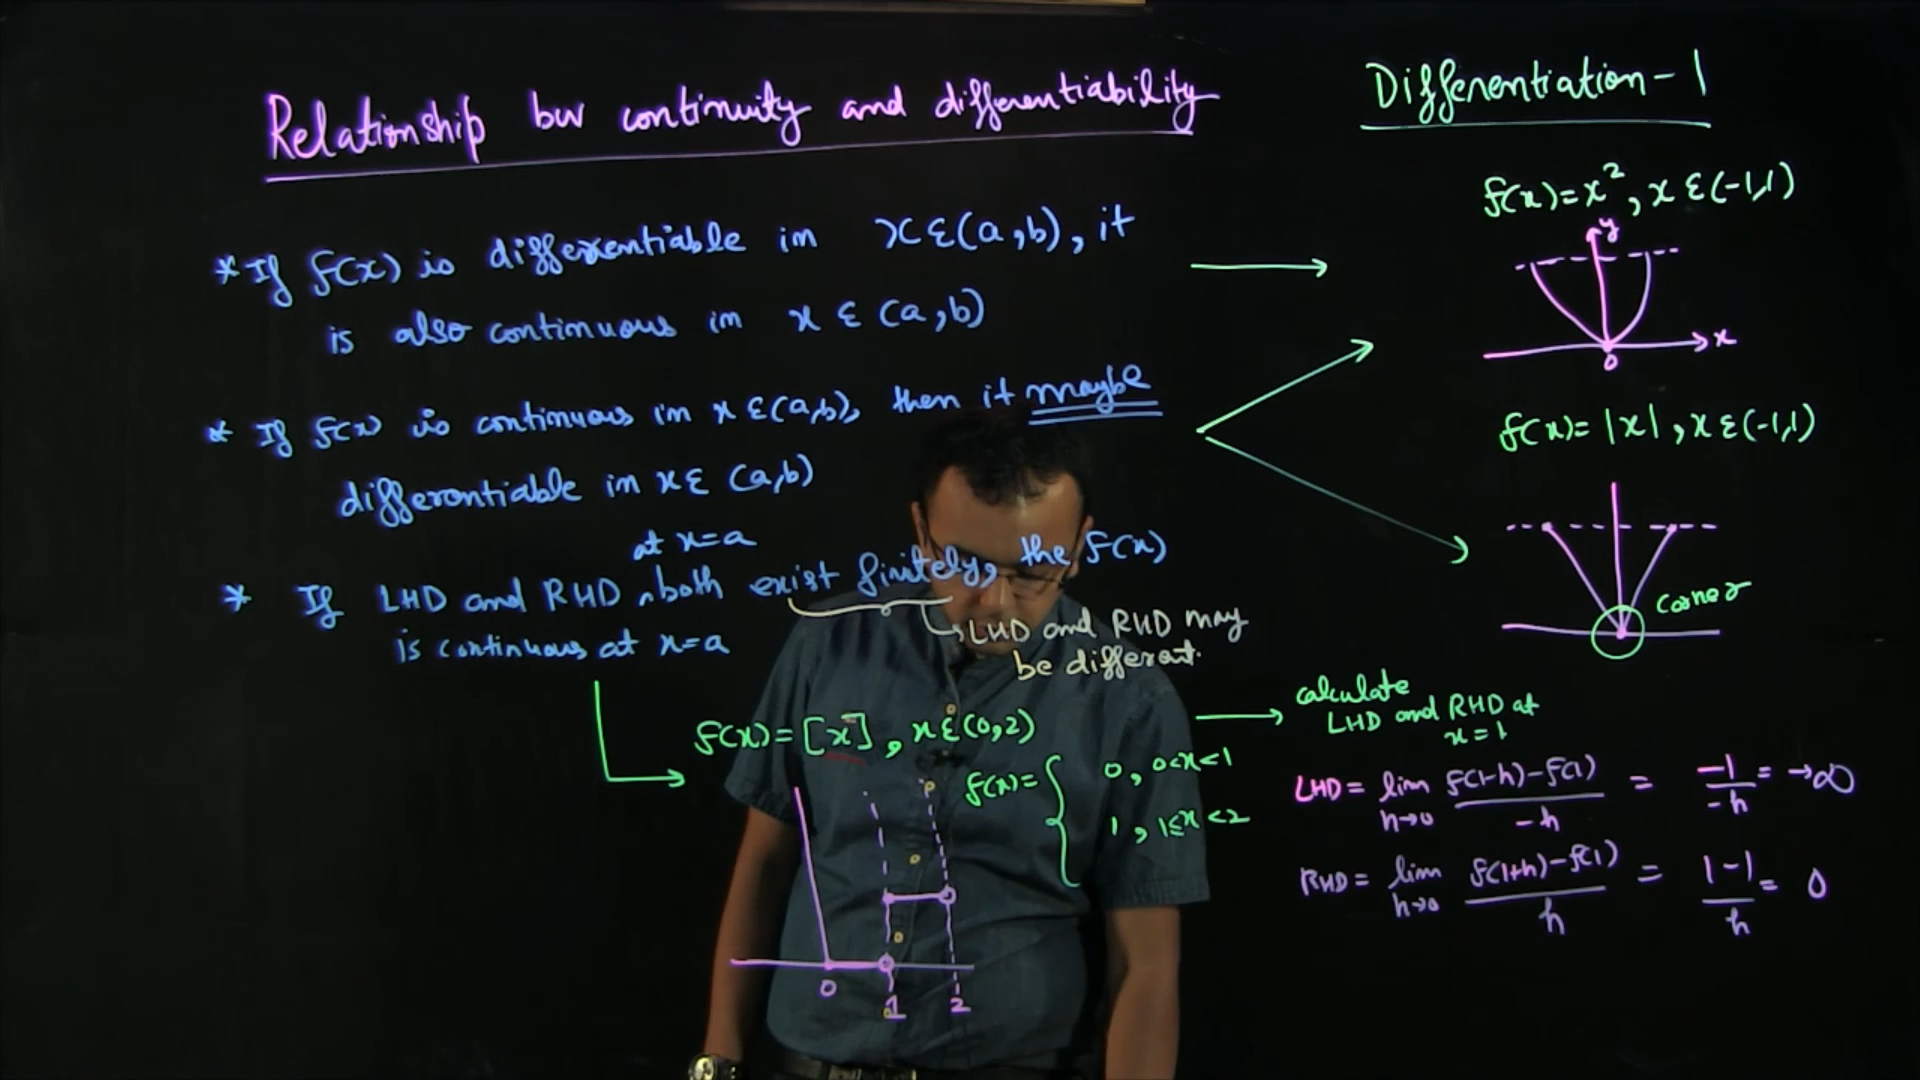 Relationship bw continuity and differentiability
* If f(x) is differentiable in x ε (a,b), it
is also continuous in x ε (a,b)
* If f(x) is continuous in x ε (a,b), then it maybe
differentiable in x ε (a,b)
at x=a
* If LHD and RHD both exist finitely, the f(x)
is continuous at x=a
LHD and RHD may
be different.
f(x) = [x], x ε (0,2)
f(x) = { 0, 0<x<1
1, 1≤x<2
0
1
2
Differentiation-1
f(x) = x², x ε (-1,1)
y
x
0
f(x) = |x|, x ε (-1,1)
corner
calculate
LHD and RHD at
x=1
LHD = lim h→0 f(1-h)-f(1) / -h = -1 / -h = →∞
RHD = lim h→0 f(1+h)-f(1) / h = 1-1 / h = 0